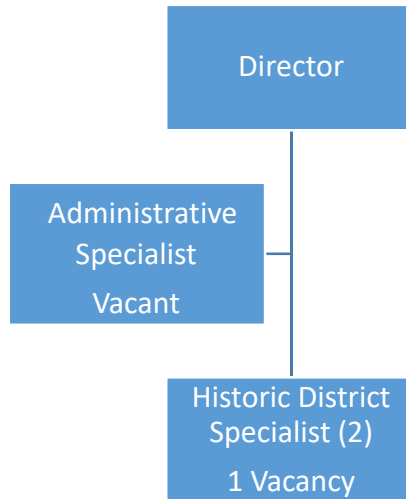 Director
Administrative
Specialist
Vacant
Historic District
Specialist (2)
1 Vacancy